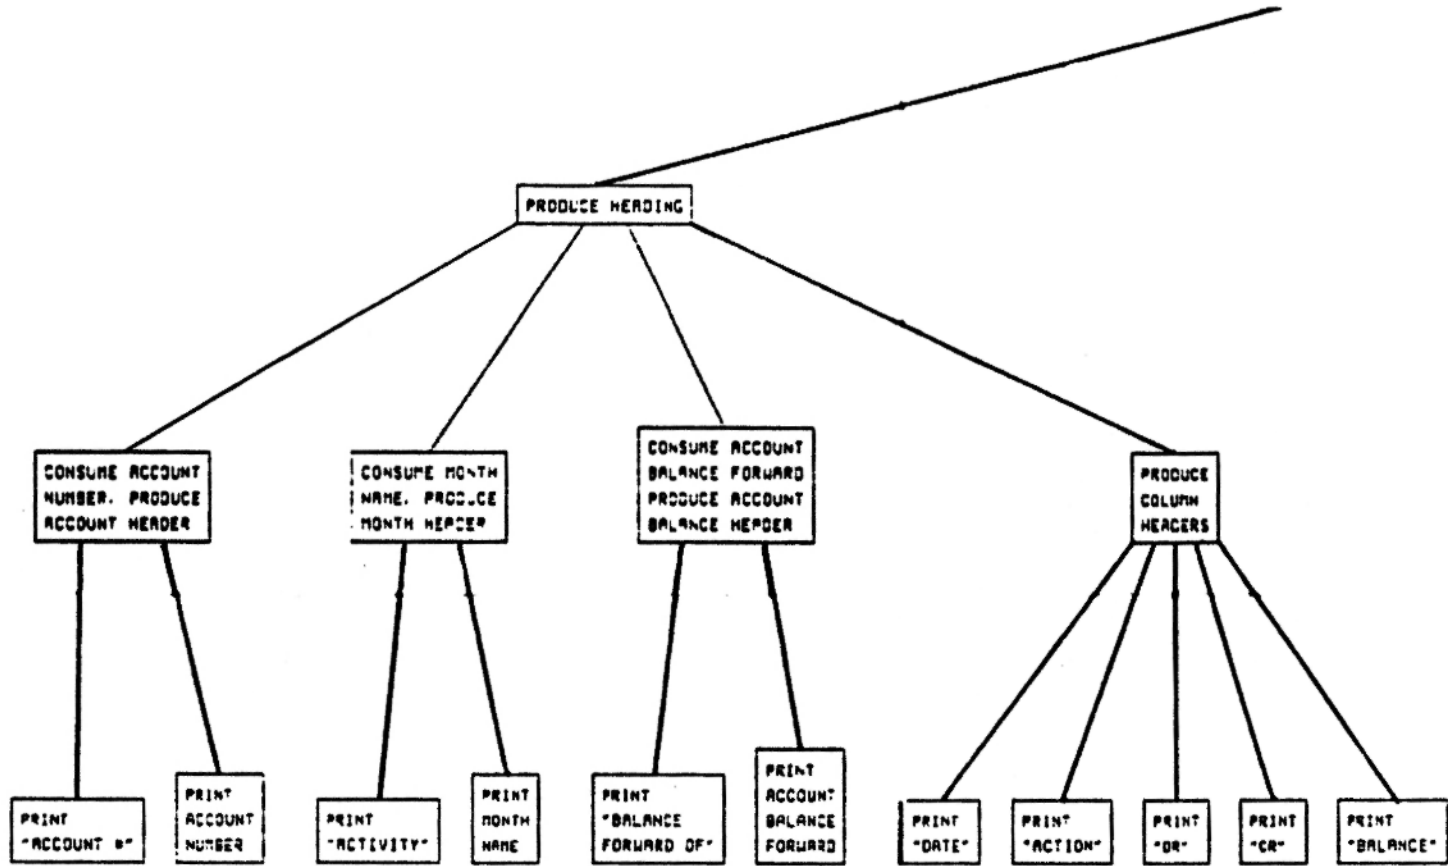 PRODUCE HEADING
CONSUME ACCOUNT
NUMBER, PRODUCE
ACCOUNT HEADER
CONSUME MONTH
NAME, PRODUCE
MONTH HEADER
CONSUME ACCOUNT
BALANCE FORWARD
PRODUCE ACCOUNT
BALANCE HEADER
PRODUCE
COLUMN
HEADERS
PRINT
"ACCOUNT #"
PRINT
ACCOUNT
NUMBER
PRINT
"ACTIVITY"
PRINT
MONTH
NAME
PRINT
"BALANCE
FORWARD OF"
PRINT
ACCOUNT
BALANCE
FORWARD
PRINT
"DATE"
PRINT
"ACTION"
PRINT
"DR"
PRINT
"CR"
PRINT
"BALANCE"